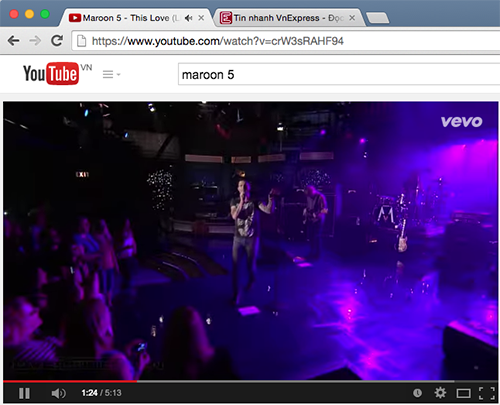 Maroon 5 - This Love (L
Tin nhanh VnExpress - Đọc
https://www.youtube.com/watch?v=crW3sRAHF94
YouTube VN
maroon 5
EXIT
vevo
1:24 / 5:13